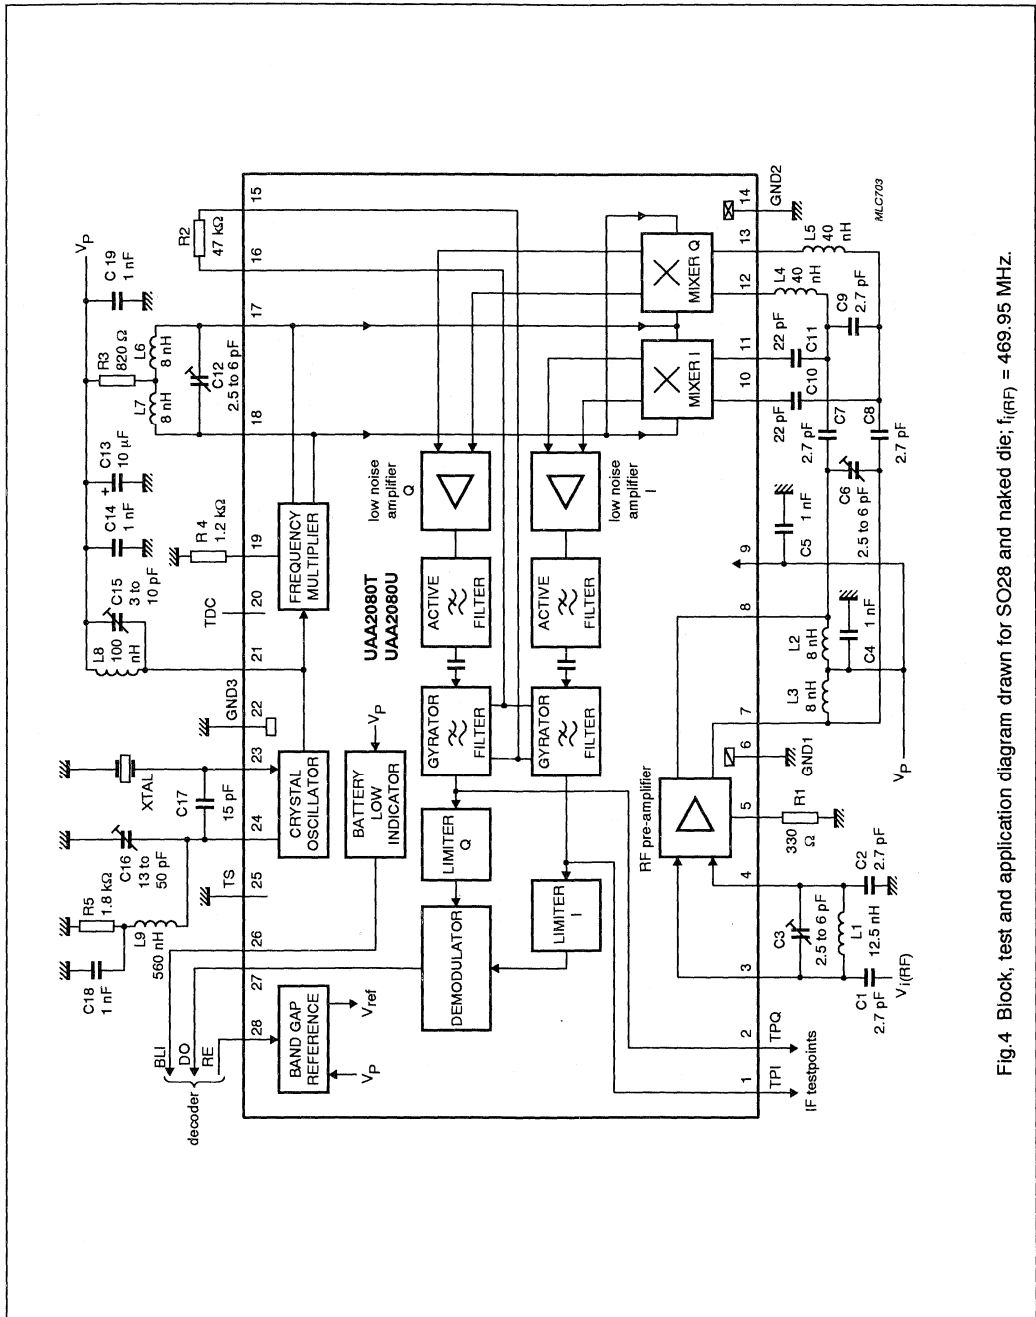 V_P
C19
1 nF
R3
820 Ω
L6
8 nH
L7
8 nH
C12
2.5 to 6 pF
C13
+
10 μF
C14
1 nF
C15
3 to
10 pF
L8
100
nH
R2
47 kΩ
R4
1.2 kΩ
TDC
GND3
XTAL
C17
15 pF
C16
13 to
50 pF
TS
R5
1.8 kΩ
L9
560 nH
C18
1 nF
BLI
DO
RE
decoder
28
27
26
25
24
23
22
21
20
19
18
17
16
15
BAND GAP
REFERENCE
V_P
V_ref
CRYSTAL
OSCILLATOR
FREQUENCY
MULTIPLIER
BATTERY
LOW
INDICATOR
V_P
UAA2080T
UAA2080U
DEMODULATOR
LIMITER
Q
GYRATOR
FILTER
ACTIVE
FILTER
low noise
amplifier
Q
LIMITER
I
GYRATOR
FILTER
ACTIVE
FILTER
low noise
amplifier
I
RF pre-amplifier
MIXER I
MIXER Q
1
2
3
4
5
6
7
8
9
10
11
12
13
14
TPI
TPQ
IF testpoints
C1
2.7 pF
V_i(RF)
C3
2.5 to 6 pF
L1
12.5 nH
C2
2.7 pF
330
Ω
R1
GND1
V_P
L3
8 nH
L2
8 nH
C4
1 nF
C5
1 nF
C6
2.5 to 6 pF
C7
2.7 pF
C8
2.7 pF
22 pF
C10
22 pF
C11
C9
2.7 pF
L4
40
nH
L5
40
nH
GND2
MLC703
Fig.4 Block, test and application diagram drawn for SO28 and naked die; f_i(RF) = 469.95 MHz.